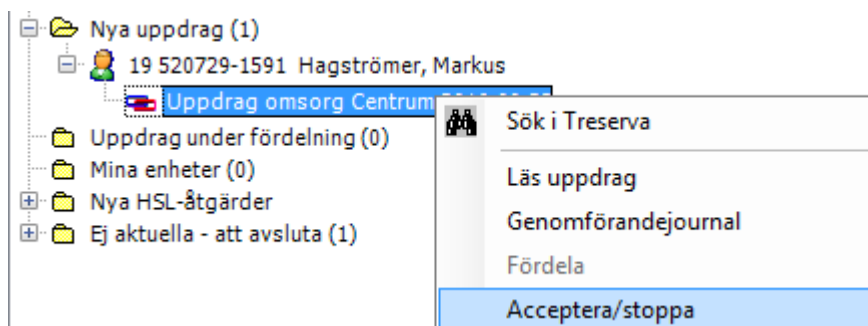 Nya uppdrag (1)
19 520729-1591 Hagströmer, Markus
Uppdrag omsorg Centrum
Uppdrag under fördelning (0)
Mina enheter (0)
Nya HSL-åtgärder
Ej aktuella - att avsluta (1)
Sök i Treserva
Läs uppdrag
Genomförandejournal
Fördela
Acceptera/stoppa